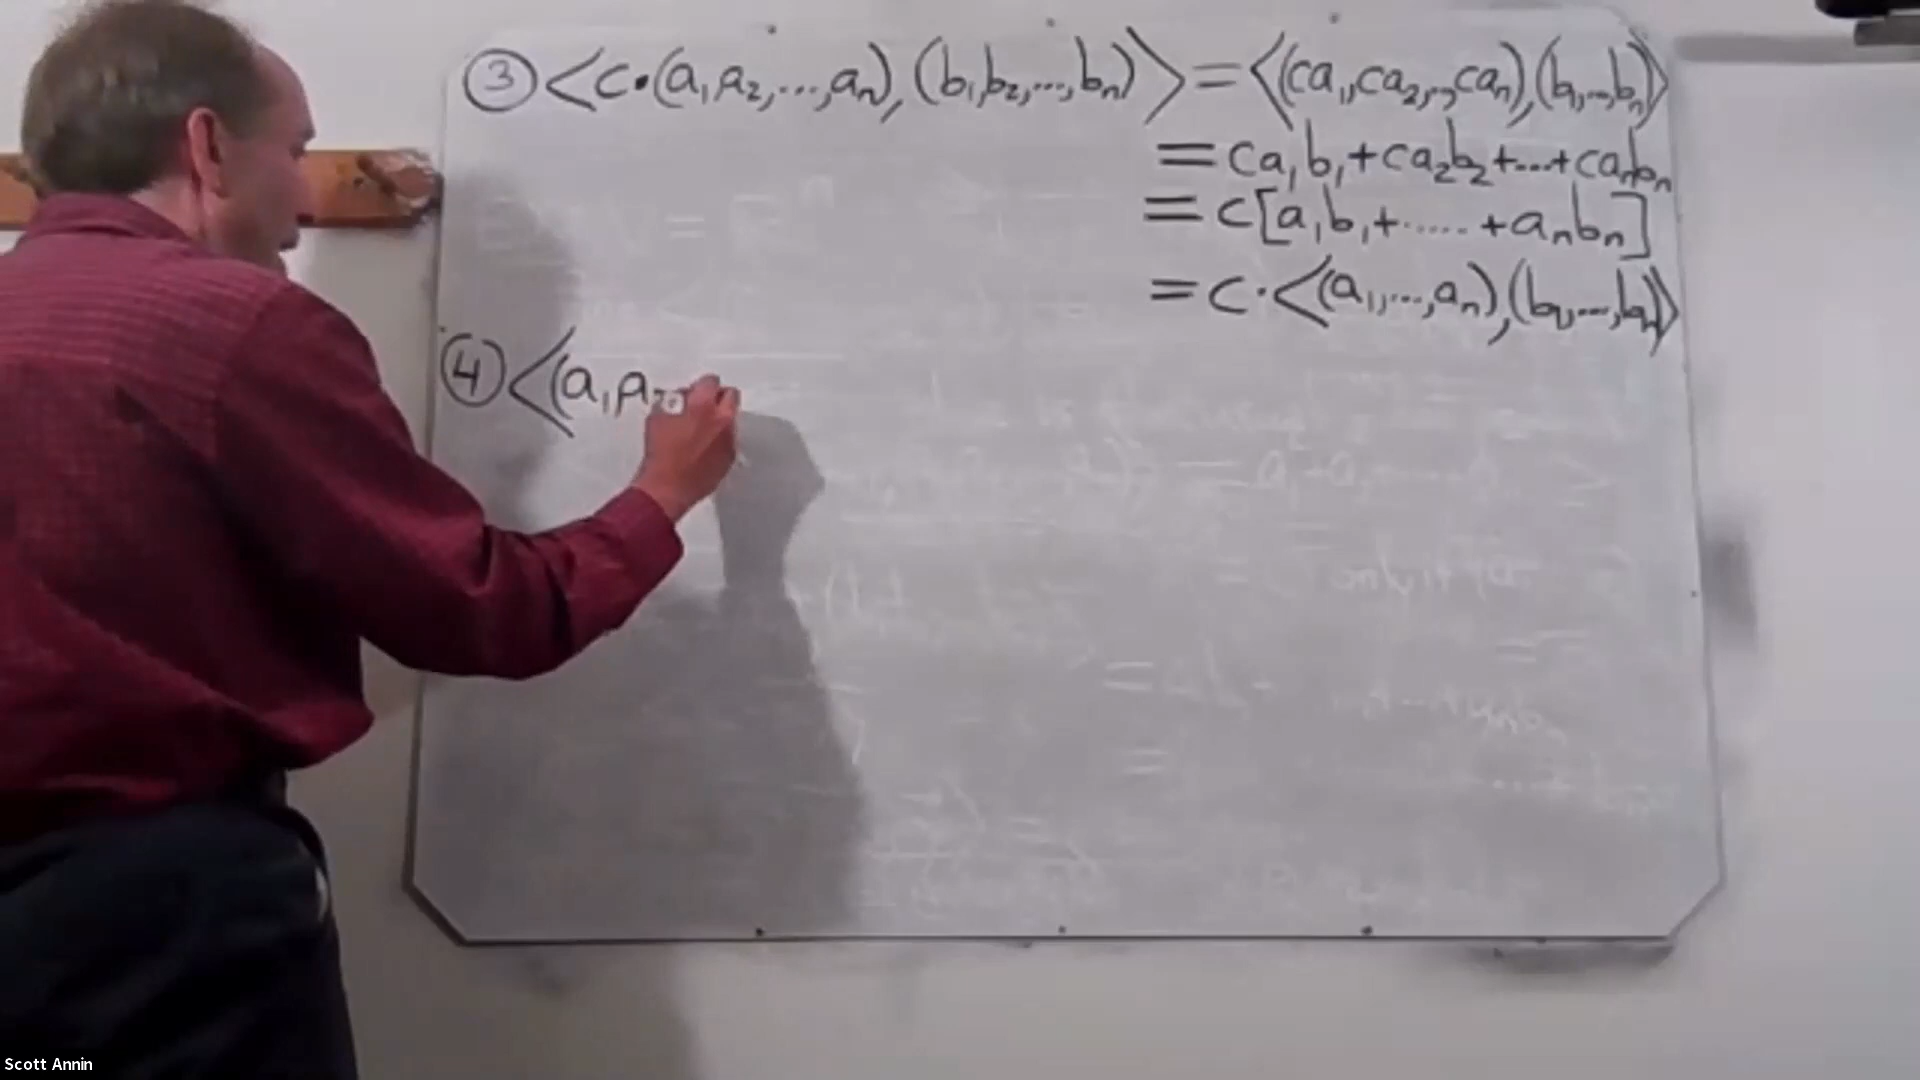 ③ <c·(a₁,a₂,...,aₙ), (b₁,b₂,...,bₙ)> = <(ca₁,ca₂,..,caₙ),(b₁,...,bₙ)>
= ca₁b₁+ca₂b₂+...+caₙbₙ
= c[a₁b₁+......+aₙbₙ]
= c·<(a₁,...,aₙ),(b₁,...,bₙ)>
④ <(a₁,a₂
Scott Annin